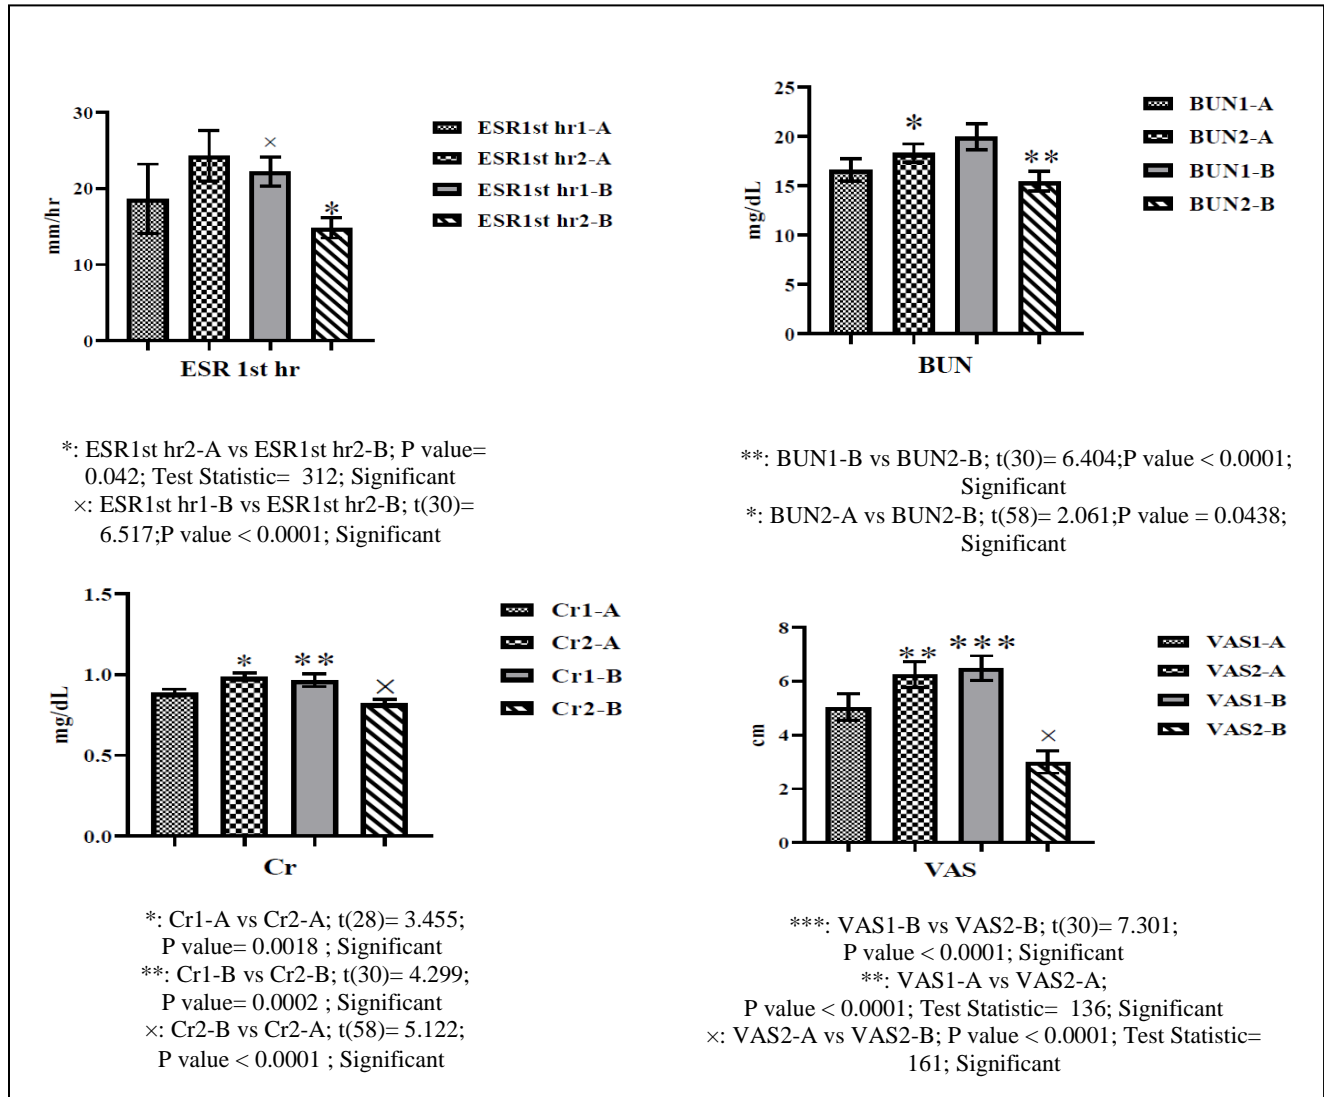 30
20
10
0
mm/hr
×
*
ESR 1st hr
ESR1st hr1-A
ESR1st hr2-A
ESR1st hr1-B
ESR1st hr2-B
*: ESR1st hr2-A vs ESR1st hr2-B; P value=
0.042; Test Statistic= 312; Significant
×: ESR1st hr1-B vs ESR1st hr2-B; t(30)=
6.517;P value < 0.0001; Significant
25
20
15
10
5
0
mg/dL
*
**
BUN
BUN1-A
BUN2-A
BUN1-B
BUN2-B
**: BUN1-B vs BUN2-B; t(30)= 6.404;P value < 0.0001;
Significant
*: BUN2-A vs BUN2-B; t(58)= 2.061;P value = 0.0438;
Significant
1.5
1.0
0.5
0.0
mg/dL
*
**
×
Cr
Cr1-A
Cr2-A
Cr1-B
Cr2-B
*: Cr1-A vs Cr2-A; t(28)= 3.455;
P value= 0.0018 ; Significant
**: Cr1-B vs Cr2-B; t(30)= 4.299;
P value= 0.0002 ; Significant
×: Cr2-B vs Cr2-A; t(58)= 5.122;
P value < 0.0001 ; Significant
8
6
4
2
0
cm
**
***
×
VAS
VAS1-A
VAS2-A
VAS1-B
VAS2-B
***: VAS1-B vs VAS2-B; t(30)= 7.301;
P value < 0.0001; Significant
**: VAS1-A vs VAS2-A;
P value < 0.0001; Test Statistic= 136; Significant
×: VAS2-A vs VAS2-B; P value < 0.0001; Test Statistic=
161; Significant